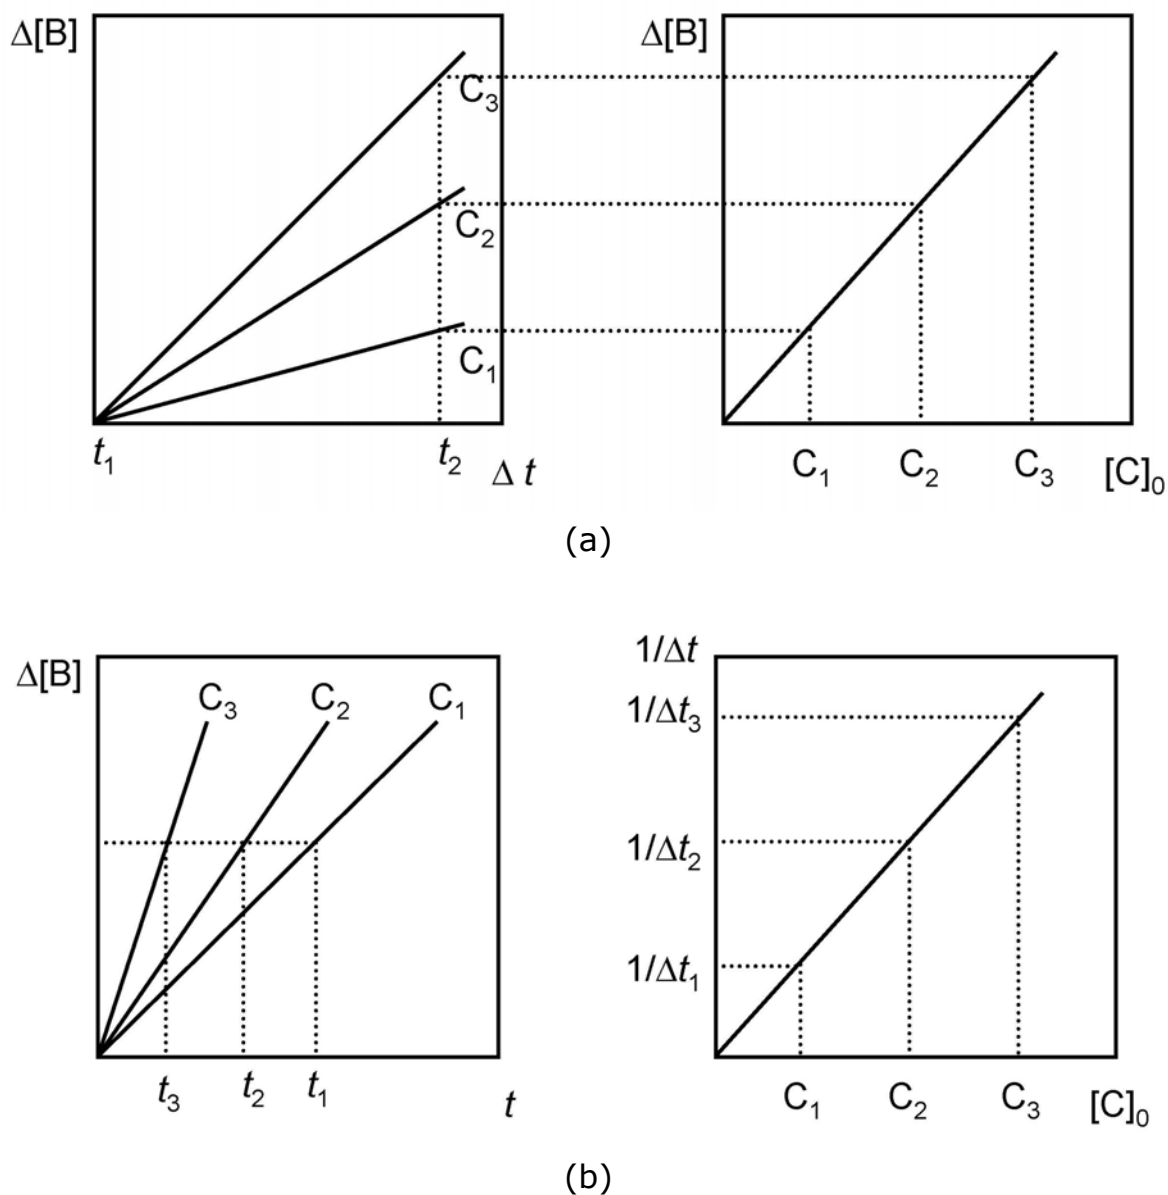 Δ[B]
C₃
C₂
C₁
t₁
t₂
Δ t
Δ[B]
C₁
C₂
C₃
[C]₀
(a)
Δ[B]
C₃
C₂
C₁
t₃
t₂
t₁
t
1/Δt
1/Δt₃
1/Δt₂
1/Δt₁
C₁
C₂
C₃
[C]₀
(b)